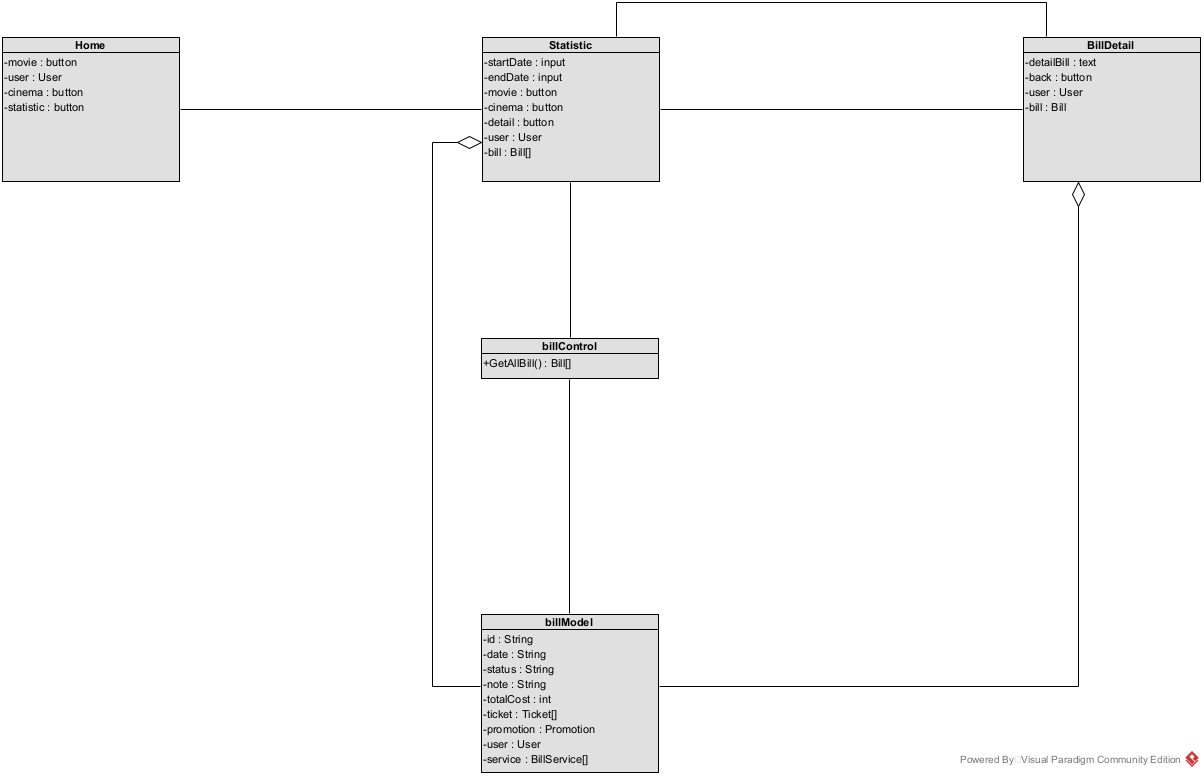 Home
-movie : button
-user : User
-cinema : button
-statistic : button
Statistic
-startDate : input
-endDate : input
-movie : button
-cinema : button
-detail : button
-user : User
-bill : Bill[]
BillDetail
-detailBill : text
-back : button
-user : User
-bill : Bill
billControl
+GetAllBill() : Bill[]
billModel
-id : String
-date : String
-status : String
-note : String
-totalCost : int
-ticket : Ticket[]
-promotion : Promotion
-user : User
-service : BillService[]
Powered By Visual Paradigm Community Edition